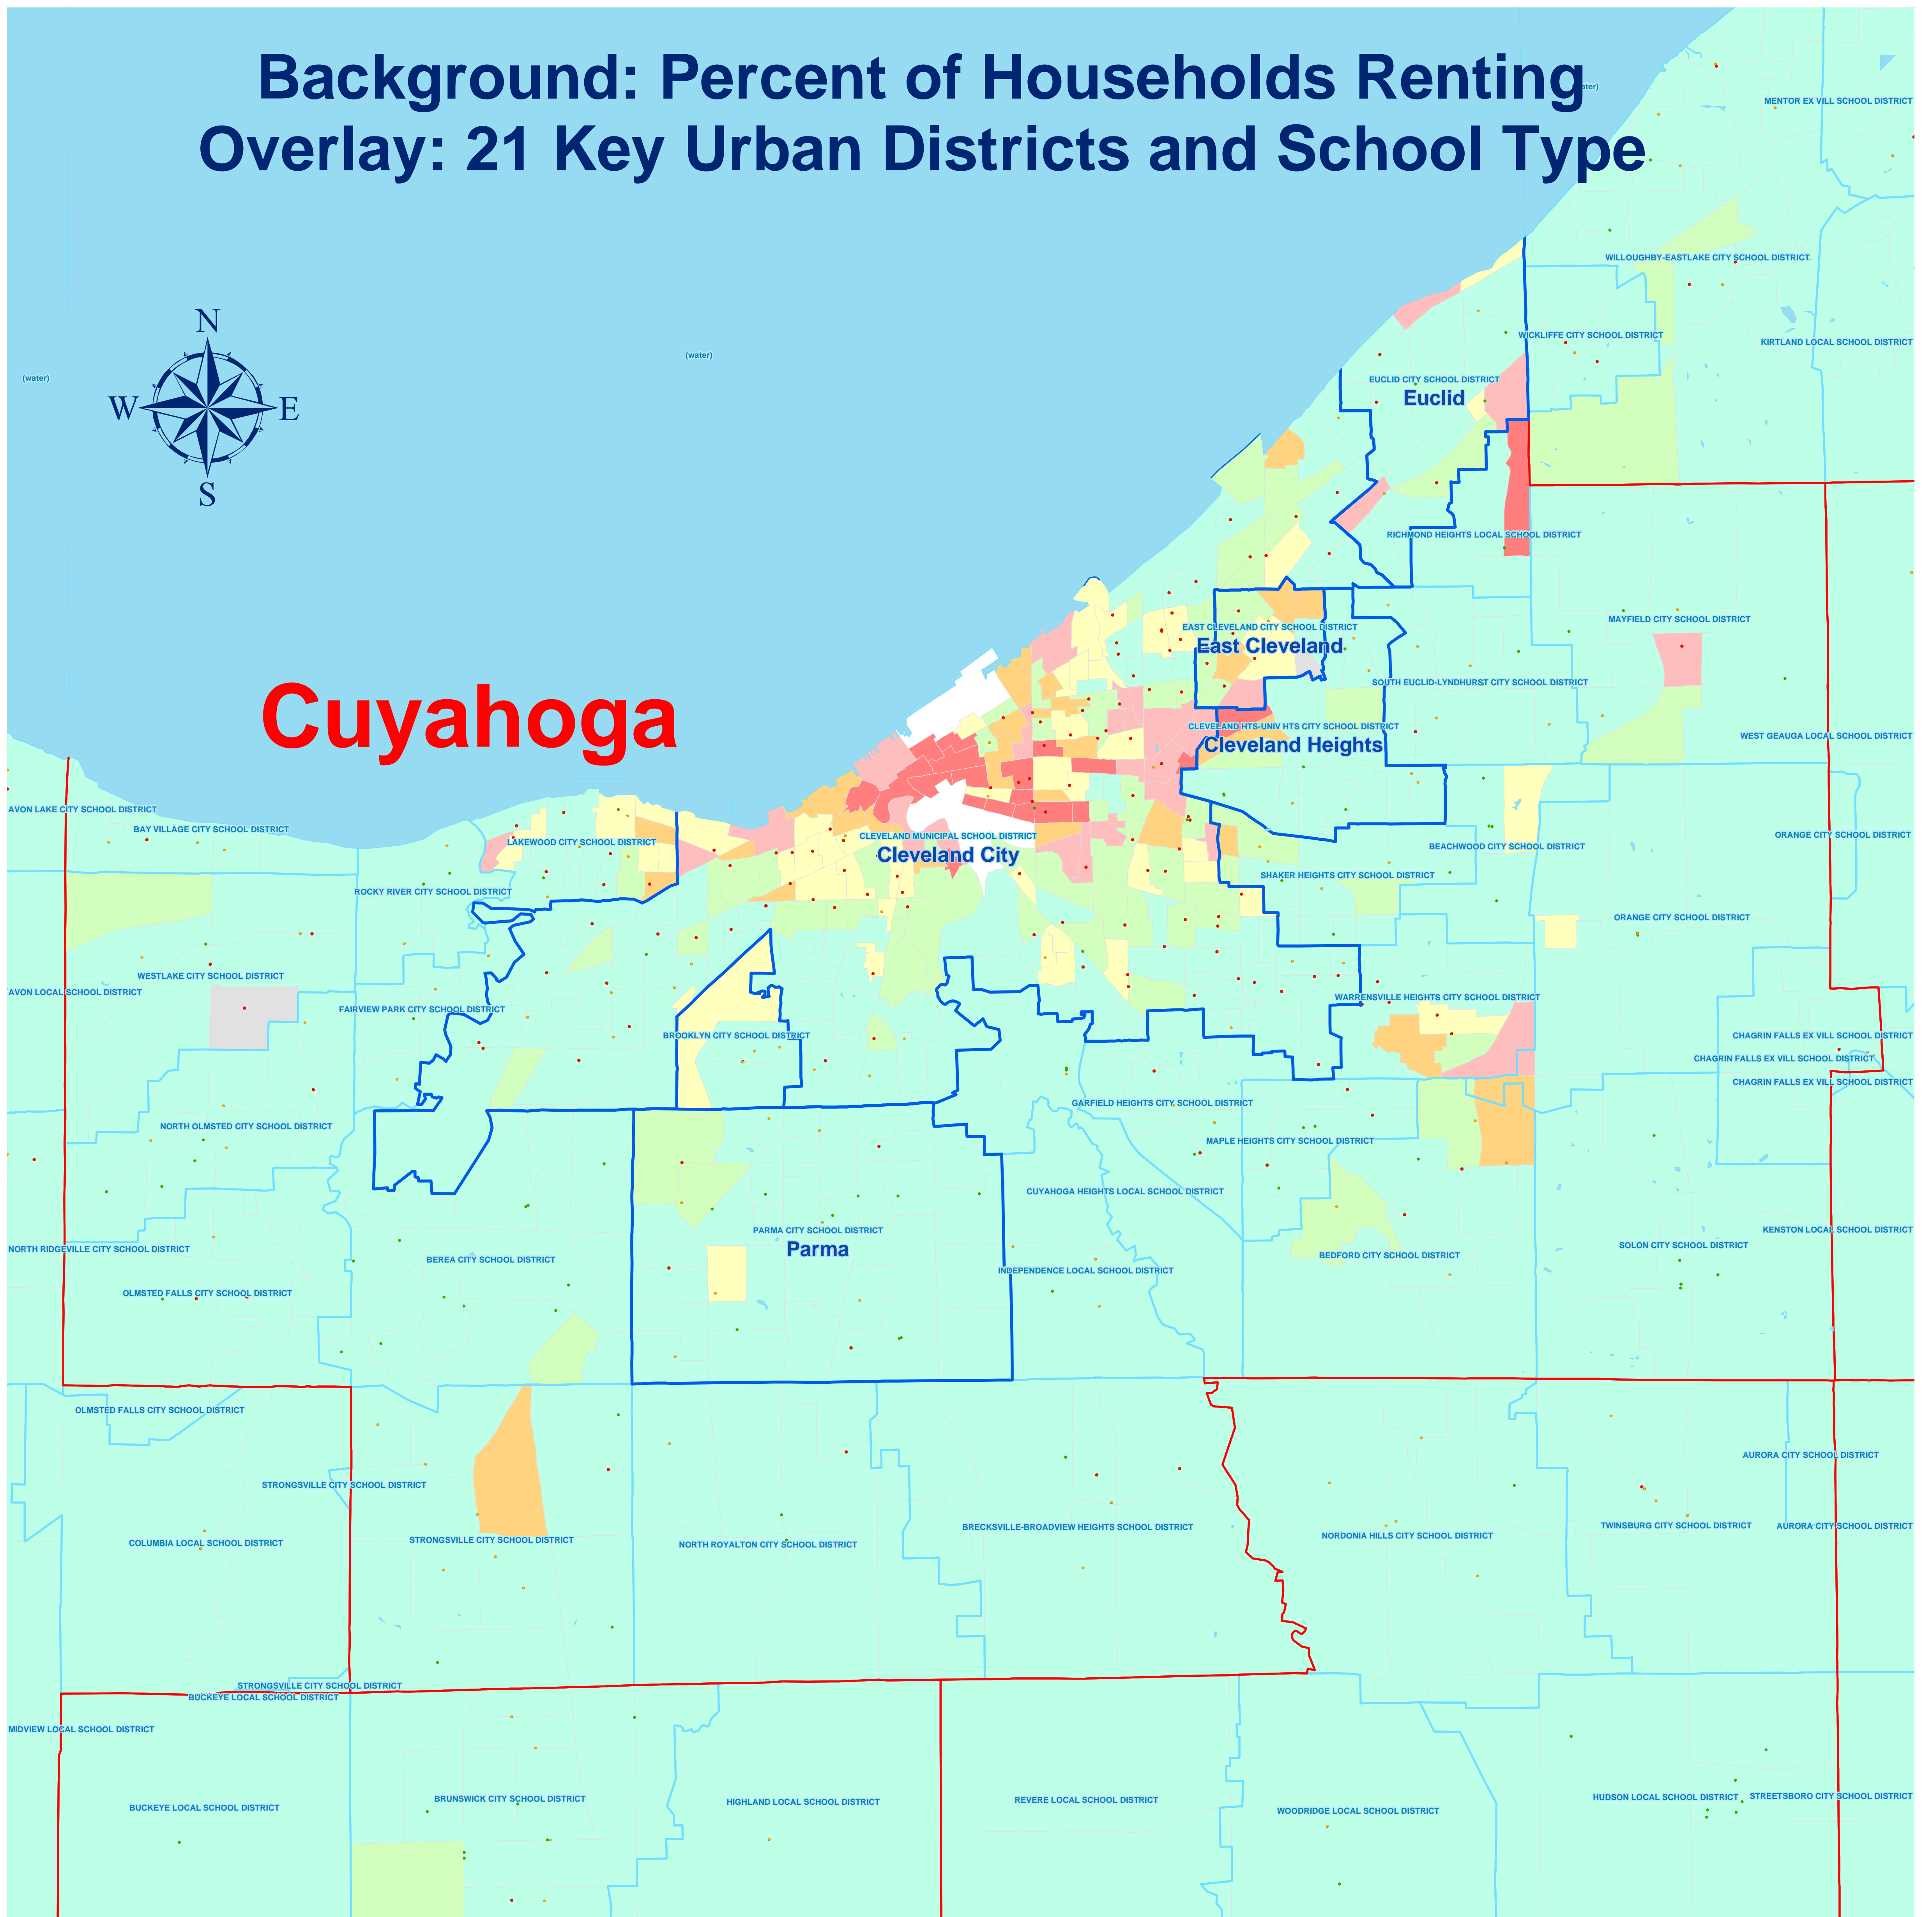 Background: Percent of Households Renting
Overlay: 21 Key Urban Districts and School Type
MENTOR EX VILL SCHOOL DISTRICT
WILLOUGHBY-EASTLAKE CITY SCHOOL DISTRICT
N
W
E
S
WICKLIFFE CITY SCHOOL DISTRICT
KIRTLAND LOCAL SCHOOL DISTRICT
(water)
(water)
EUCLID CITY SCHOOL DISTRICT
Euclid
RICHMOND HEIGHTS LOCAL SCHOOL DISTRICT
MAYFIELD CITY SCHOOL DISTRICT
EAST CLEVELAND CITY SCHOOL DISTRICT
East Cleveland
SOUTH EUCLID-LYNDHURST CITY SCHOOL DISTRICT
Cuyahoga
CLEVELAND HTS-UNIV HTS CITY SCHOOL DISTRICT
Cleveland Heights
WEST GEAUGA LOCAL SCHOOL DISTRICT
AVON LAKE CITY SCHOOL DISTRICT
BAY VILLAGE CITY SCHOOL DISTRICT
LAKEWOOD CITY SCHOOL DISTRICT
CLEVELAND MUNICIPAL SCHOOL DISTRICT
Cleveland City
BEACHWOOD CITY SCHOOL DISTRICT
ORANGE CITY SCHOOL DISTRICT
ROCKY RIVER CITY SCHOOL DISTRICT
SHAKER HEIGHTS CITY SCHOOL DISTRICT
ORANGE CITY SCHOOL DISTRICT
WESTLAKE CITY SCHOOL DISTRICT
AVON LOCAL SCHOOL DISTRICT
FAIRVIEW PARK CITY SCHOOL DISTRICT
WARRENSVILLE HEIGHTS CITY SCHOOL DISTRICT
BROOKLYN CITY SCHOOL DISTRICT
CHAGRIN FALLS EX VILL SCHOOL DISTRICT
CHAGRIN FALLS EX VILL SCHOOL DISTRICT
CHAGRIN FALLS EX VILL SCHOOL DISTRICT
GARFIELD HEIGHTS CITY SCHOOL DISTRICT
NORTH OLMSTED CITY SCHOOL DISTRICT
MAPLE HEIGHTS CITY SCHOOL DISTRICT
CUYAHOGA HEIGHTS LOCAL SCHOOL DISTRICT
PARMA CITY SCHOOL DISTRICT
Parma
KENSTON LOCAL SCHOOL DISTRICT
NORTH RIDGEVILLE CITY SCHOOL DISTRICT
BEREA CITY SCHOOL DISTRICT
BEDFORD CITY SCHOOL DISTRICT
SOLON CITY SCHOOL DISTRICT
INDEPENDENCE LOCAL SCHOOL DISTRICT
OLMSTED FALLS CITY SCHOOL DISTRICT
OLMSTED FALLS CITY SCHOOL DISTRICT
AURORA CITY SCHOOL DISTRICT
STRONGSVILLE CITY SCHOOL DISTRICT
BRECKSVILLE-BROADVIEW HEIGHTS SCHOOL DISTRICT
TWINSBURG CITY SCHOOL DISTRICT
AURORA CITY SCHOOL DISTRICT
NORDONIA HILLS CITY SCHOOL DISTRICT
COLUMBIA LOCAL SCHOOL DISTRICT
STRONGSVILLE CITY SCHOOL DISTRICT
NORTH ROYALTON CITY SCHOOL DISTRICT
STRONGSVILLE CITY SCHOOL DISTRICT
BUCKEYE LOCAL SCHOOL DISTRICT
MIDVIEW LOCAL SCHOOL DISTRICT
BUCKEYE LOCAL SCHOOL DISTRICT
BRUNSWICK CITY SCHOOL DISTRICT
HIGHLAND LOCAL SCHOOL DISTRICT
REVERE LOCAL SCHOOL DISTRICT
WOODRIDGE LOCAL SCHOOL DISTRICT
HUDSON LOCAL SCHOOL DISTRICT
STREETSBORO CITY SCHOOL DISTRICT